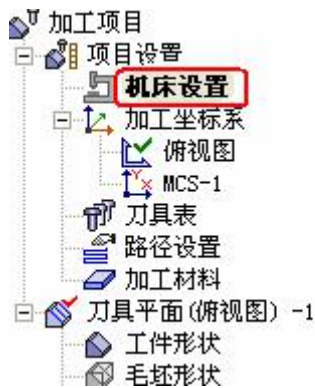 加工项目
项目设置
机床设置
加工坐标系
俯视图
MCS-1
刀具表
路径设置
加工材料
刀具平面(俯视图) -1
工件形状
毛坯形状